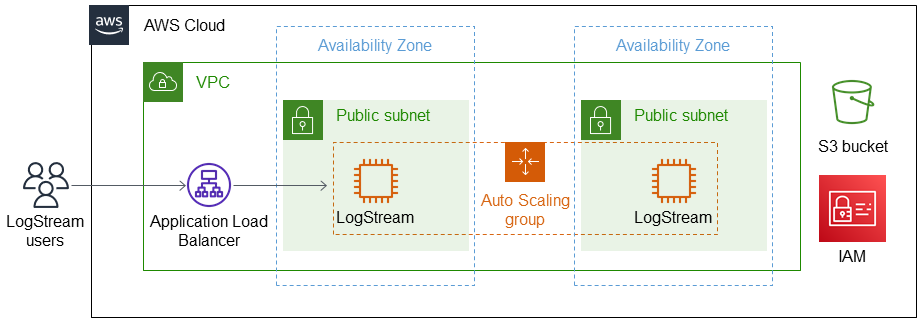 aws
AWS Cloud
Availability Zone
Availability Zone
VPC
Public subnet
Public subnet
S3 bucket
LogStream
users
Application Load
Balancer
LogStream
Auto Scaling
group
LogStream
IAM